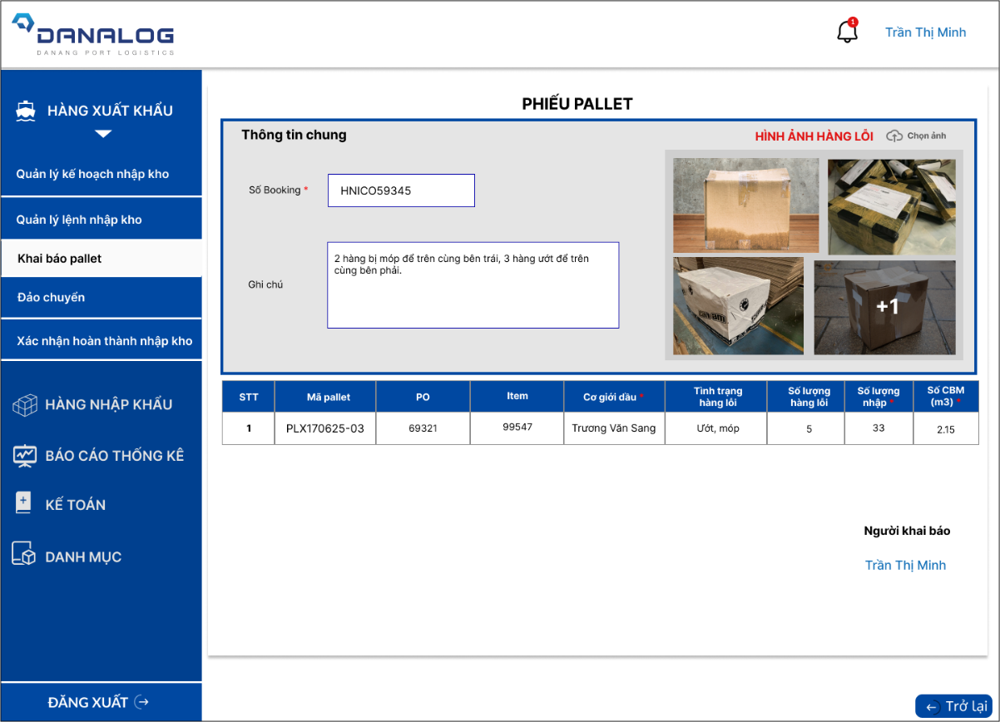 DANALOG
DANANG PORT LOGISTICS
1
Trần Thị Minh
HÀNG XUẤT KHẨU
Quản lý kế hoạch nhập kho
Quản lý lệnh nhập kho
Khai báo pallet
Đảo chuyển
Xác nhận hoàn thành nhập kho
HÀNG NHẬP KHẨU
BÁO CÁO THỐNG KÊ
KẾ TOÁN
DANH MỤC
ĐĂNG XUẤT
PHIẾU PALLET
Thông tin chung
HÌNH ẢNH HÀNG LỖI
Chọn ảnh
Số Booking *
HNICO59345
Ghi chú
2 hàng bị móp để trên cùng bên trái, 3 hàng ướt để trên
cùng bên phải.
can-am
+1
STT
Mã pallet
PO
Item
Cơ giới dầu *
Tình trạng
hàng lỗi
Số lượng
hàng lỗi
Số lượng
nhập *
Số CBM
(m3) *
1
PLX170625-03
69321
99547
Trương Văn Sang
Ướt, móp
5
33
2.15
Người khai báo
Trần Thị Minh
Trở lại